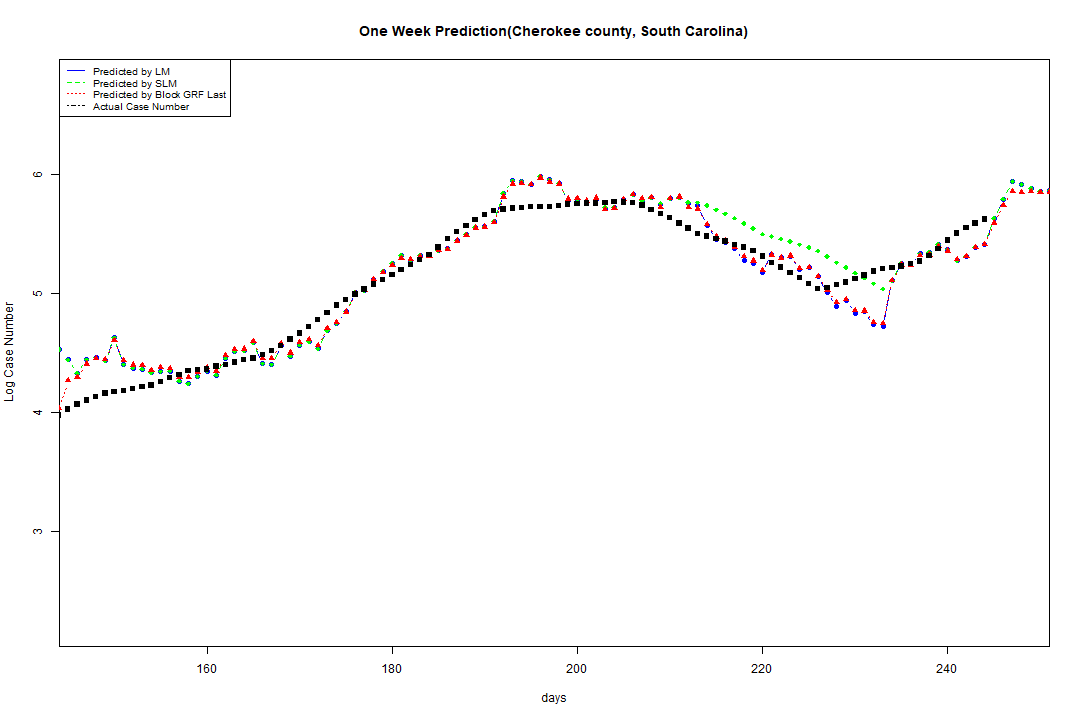 One Week Prediction(Cherokee county, South Carolina)
Predicted by LM
Predicted by SLM
Predicted by Block GRF Last
Actual Case Number
Log Case Number
6
5
4
3
160 180 200 220 240
days